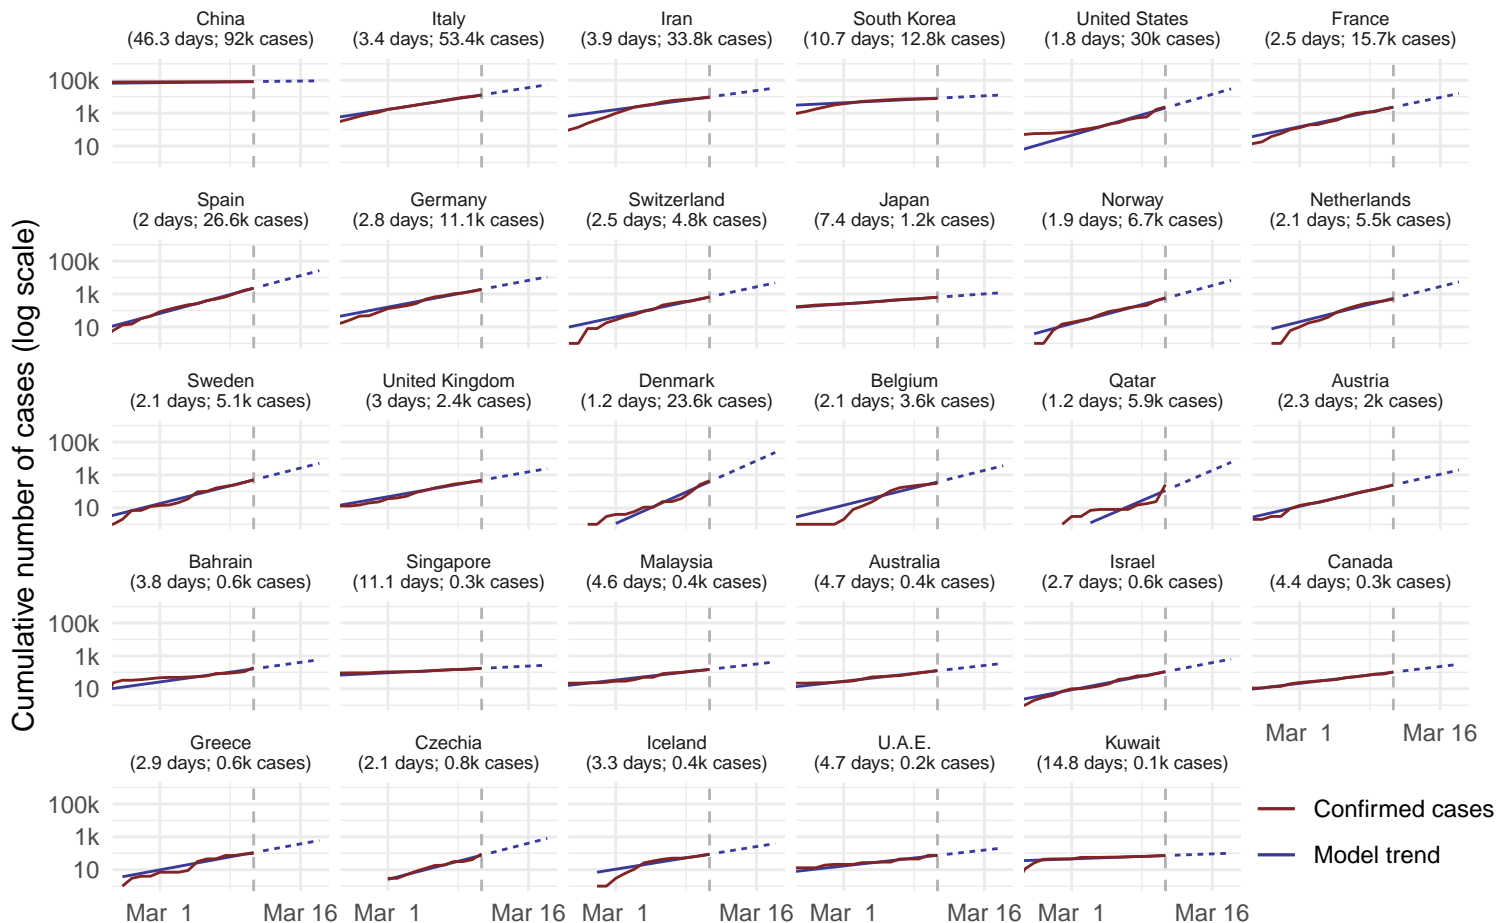 China
(46.3 days; 92k cases)
Italy
(3.4 days; 53.4k cases)
Iran
(3.9 days; 33.8k cases)
South Korea
(10.7 days; 12.8k cases)
United States
(1.8 days; 30k cases)
France
(2.5 days; 15.7k cases)
100k
1k
10
Spain
(2 days; 26.6k cases)
Germany
(2.8 days; 11.1k cases)
Switzerland
(2.5 days; 4.8k cases)
Japan
(7.4 days; 1.2k cases)
Norway
(1.9 days; 6.7k cases)
Netherlands
(2.1 days; 5.5k cases)
100k
1k
10
Cumulative number of cases (log scale)
Sweden
(2.1 days; 5.1k cases)
United Kingdom
(3 days; 2.4k cases)
Denmark
(1.2 days; 23.6k cases)
Belgium
(2.1 days; 3.6k cases)
Qatar
(1.2 days; 5.9k cases)
Austria
(2.3 days; 2k cases)
100k
1k
10
Bahrain
(3.8 days; 0.6k cases)
Singapore
(11.1 days; 0.3k cases)
Malaysia
(4.6 days; 0.4k cases)
Australia
(4.7 days; 0.4k cases)
Israel
(2.7 days; 0.6k cases)
Canada
(4.4 days; 0.3k cases)
100k
1k
10
Mar 1
Mar 16
Greece
(2.9 days; 0.6k cases)
Czechia
(2.1 days; 0.8k cases)
Iceland
(3.3 days; 0.4k cases)
U.A.E.
(4.7 days; 0.2k cases)
Kuwait
(14.8 days; 0.1k cases)
100k
1k
10
Confirmed cases
Model trend
Mar 1
Mar 16
Mar 1
Mar 16
Mar 1
Mar 16
Mar 1
Mar 16
Mar 1
Mar 16